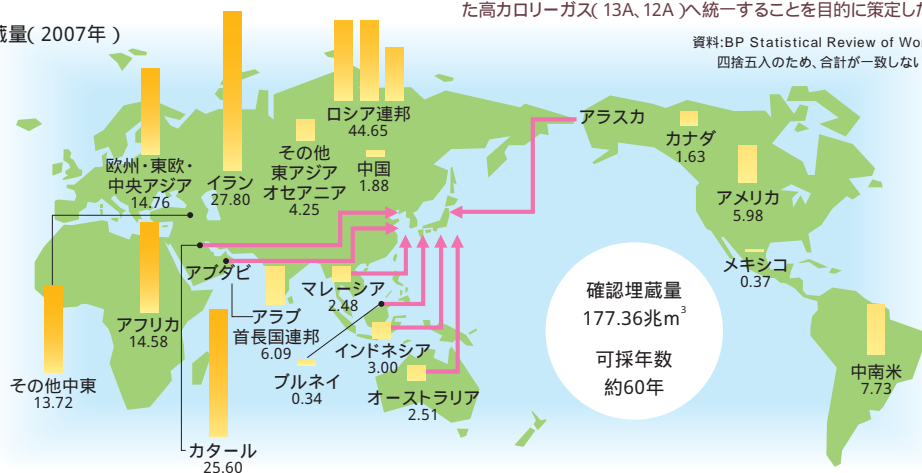 た高カロリーガス(13A、12A)へ統一することを目的に策定した
蔵量(2007年)
資料:BP Statistical Review of Wor
四捨五入のため、合計が一致しない
ロシア連邦
44.65
アラスカ
カナダ
1.63
欧州・東欧・
中央アジア
14.76
イラン
27.80
その他
東アジア
オセアニア
4.25
中国
1.88
アメリカ
5.98
メキシコ
0.37
アブダビ
マレーシア
2.48
アラブ
首長国連邦
6.09
アフリカ
14.58
インドネシア
3.00
ブルネイ
0.34
オーストラリア
2.51
その他中東
13.72
カタール
25.60
確認埋蔵量
177.36兆m³
可採年数
約60年
中南米
7.73